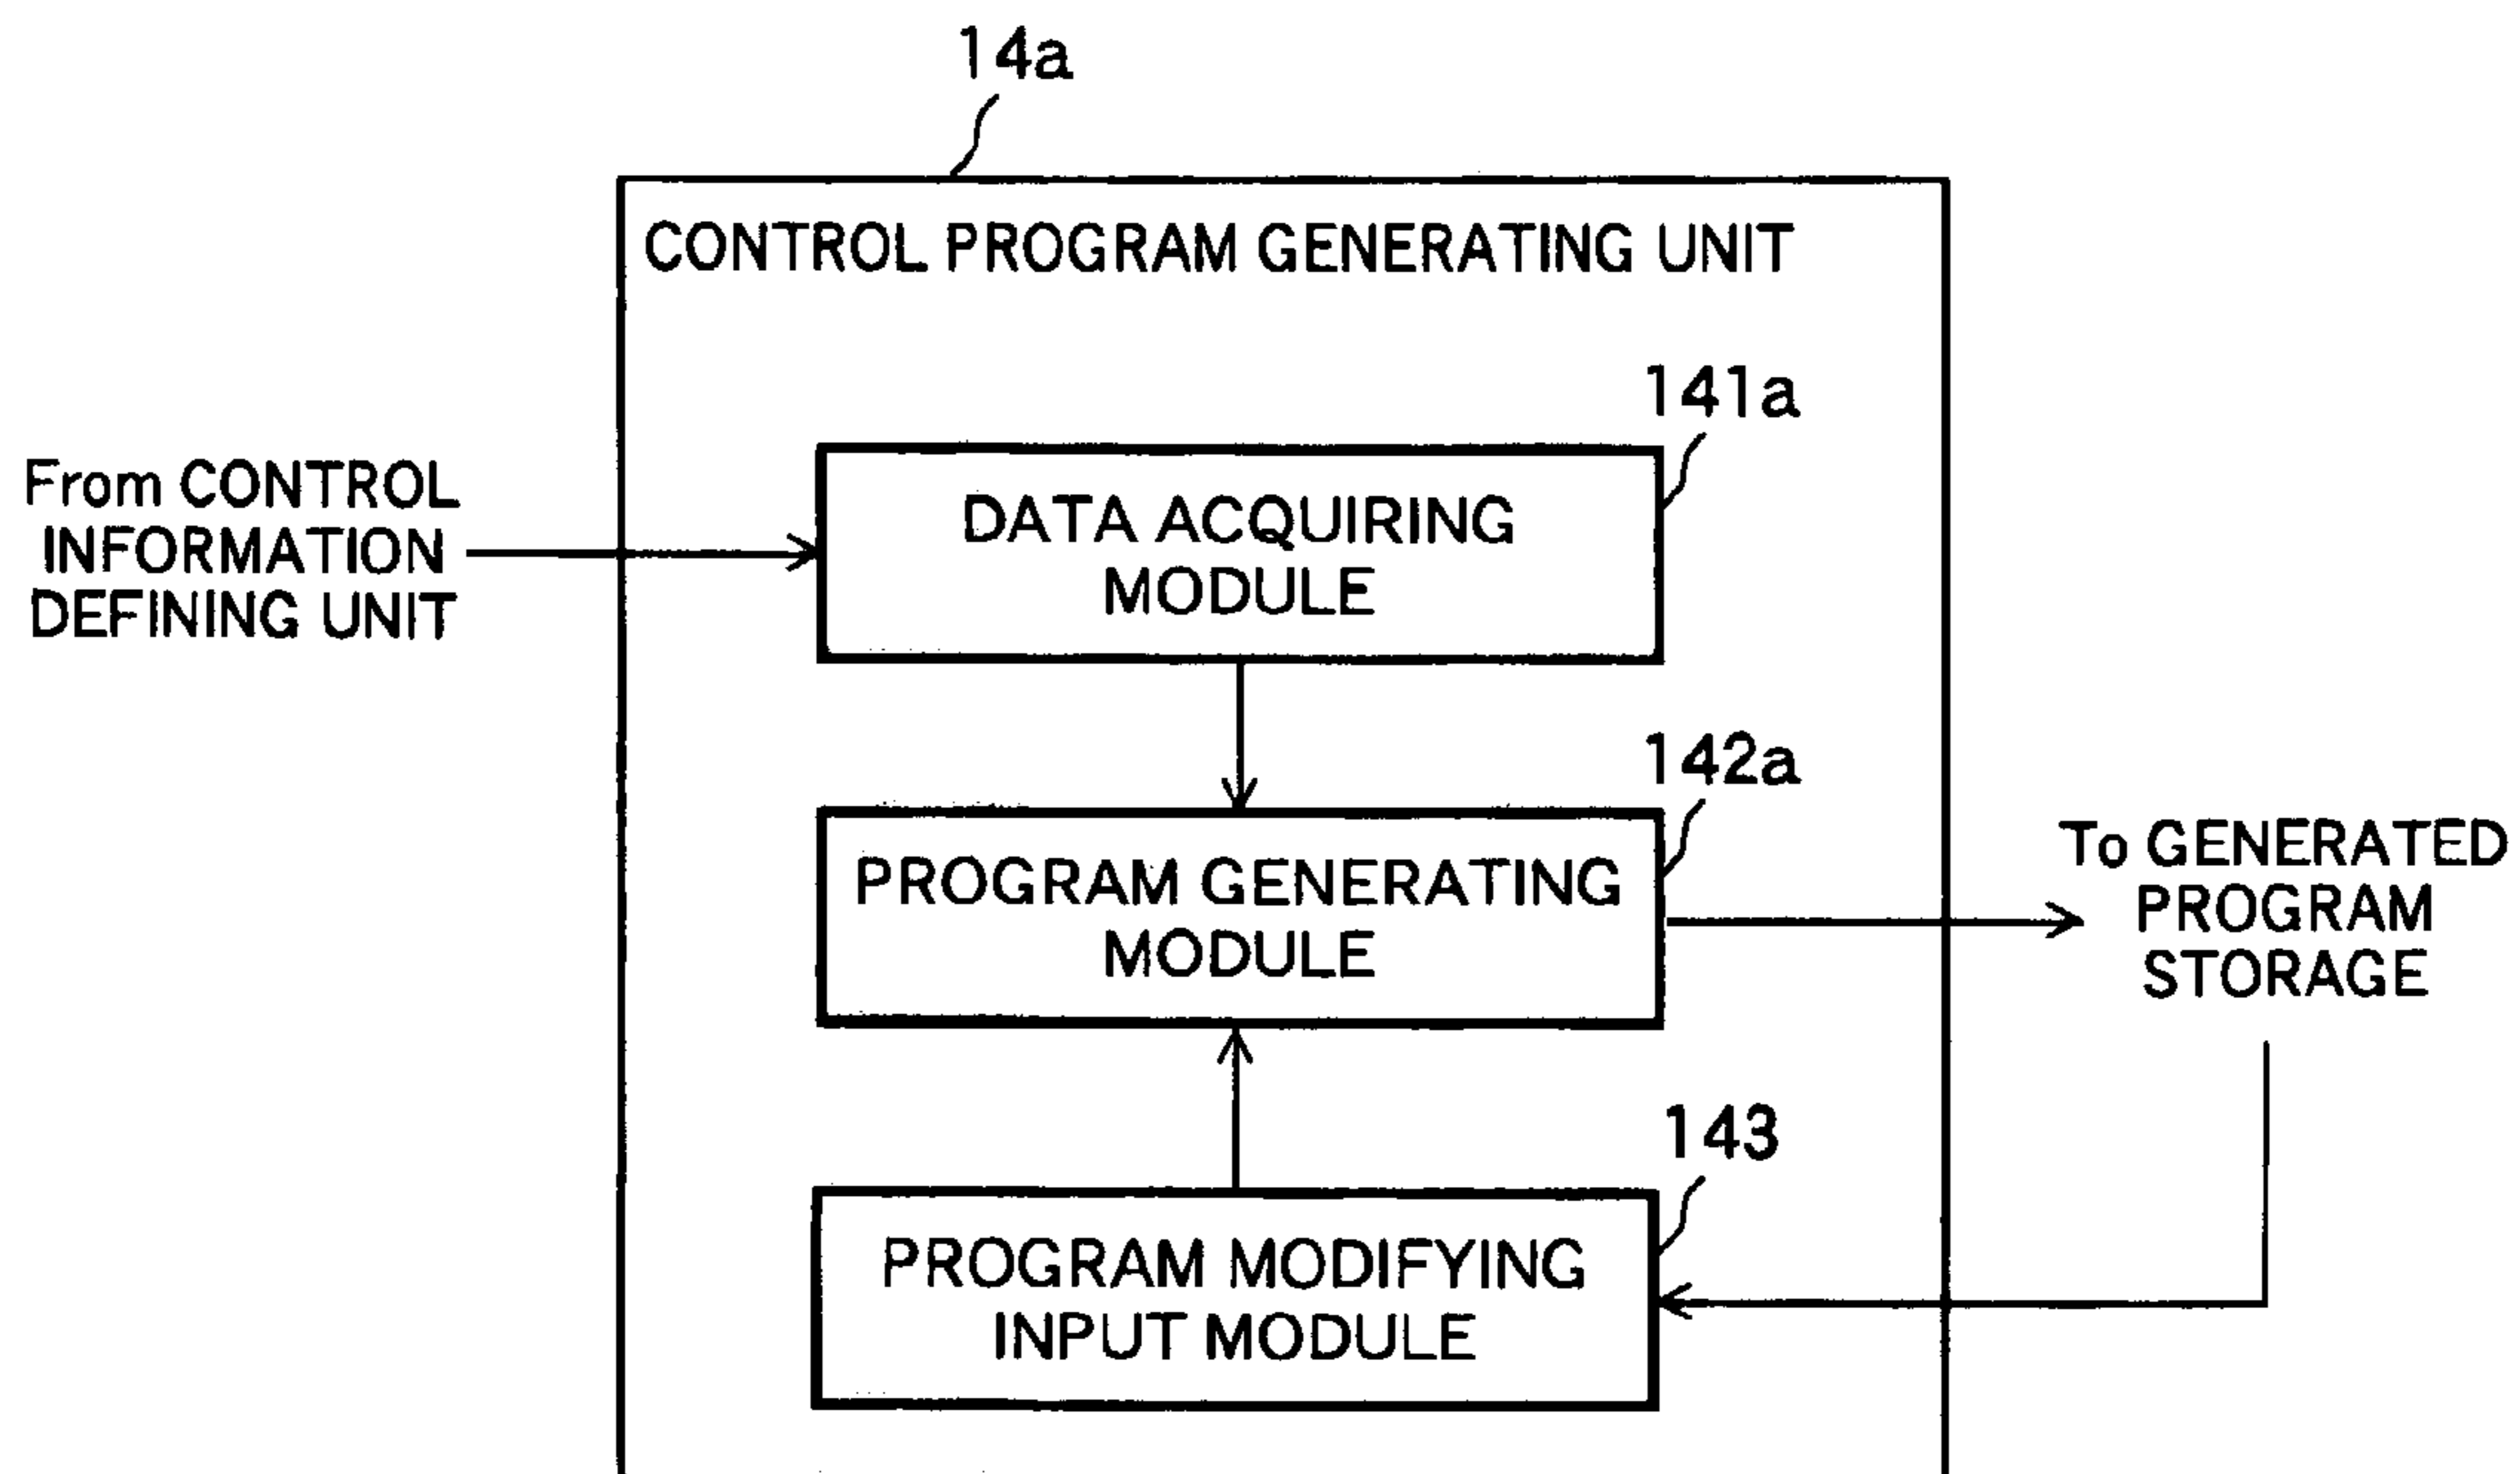 14a
CONTROL PROGRAM GENERATING UNIT
141a
From CONTROL
INFORMATION
DEFINING UNIT
DATA ACQUIRING
MODULE
142a
PROGRAM GENERATING
MODULE
To GENERATED
PROGRAM
STORAGE
143
PROGRAM MODIFYING
INPUT MODULE